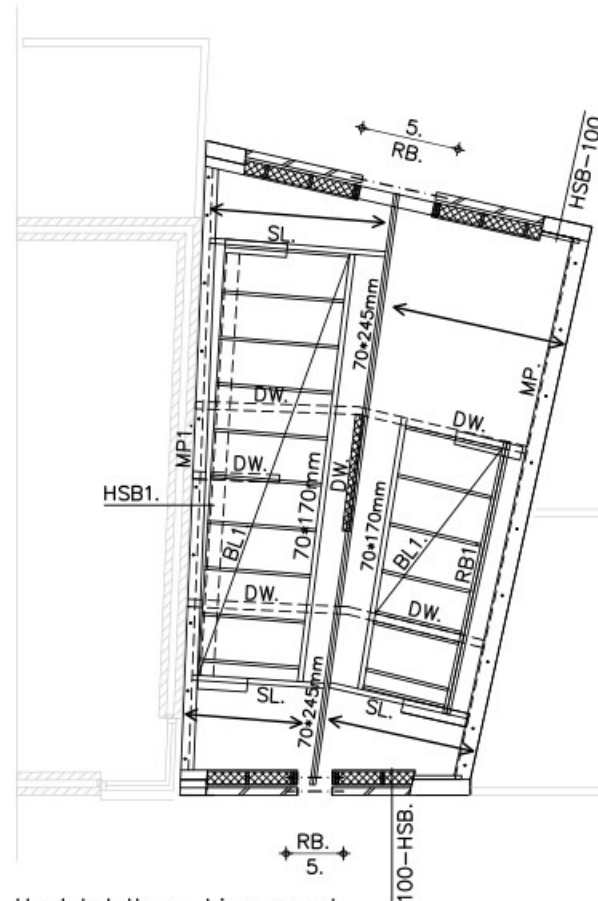 5.
RB.
HSB-100
SL.
70*245mm
MP.
DW.
DW.
MP1.
DW.
DW.
HSB1.
70*170mm
70*170mm
BL1.
BL1.
RB1
DW.
DW.
SL.
70*245mm
SL.
RB.
5.
100-HSB.